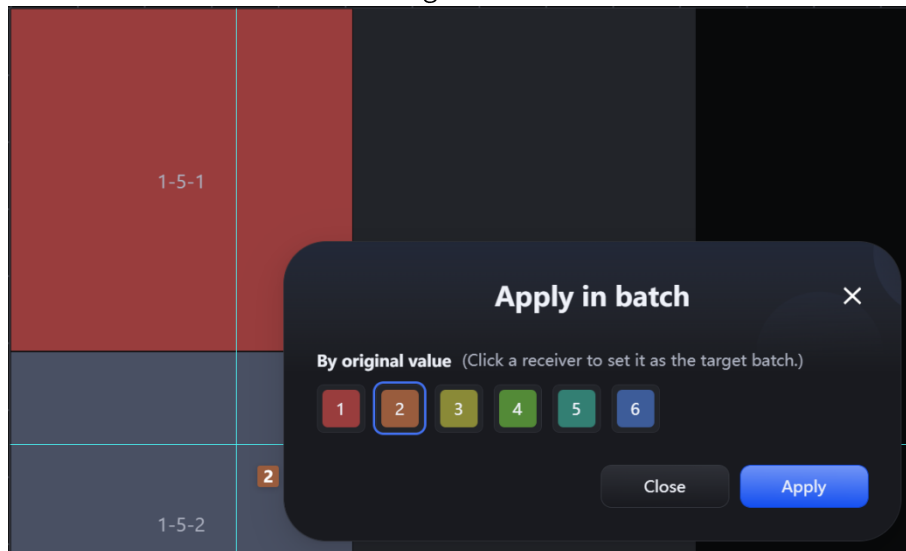 1-5-1
Apply in batch
By original value (Click a receiver to set it as the target batch.)
1 2 3 4 5 6
2
Close Apply
1-5-2